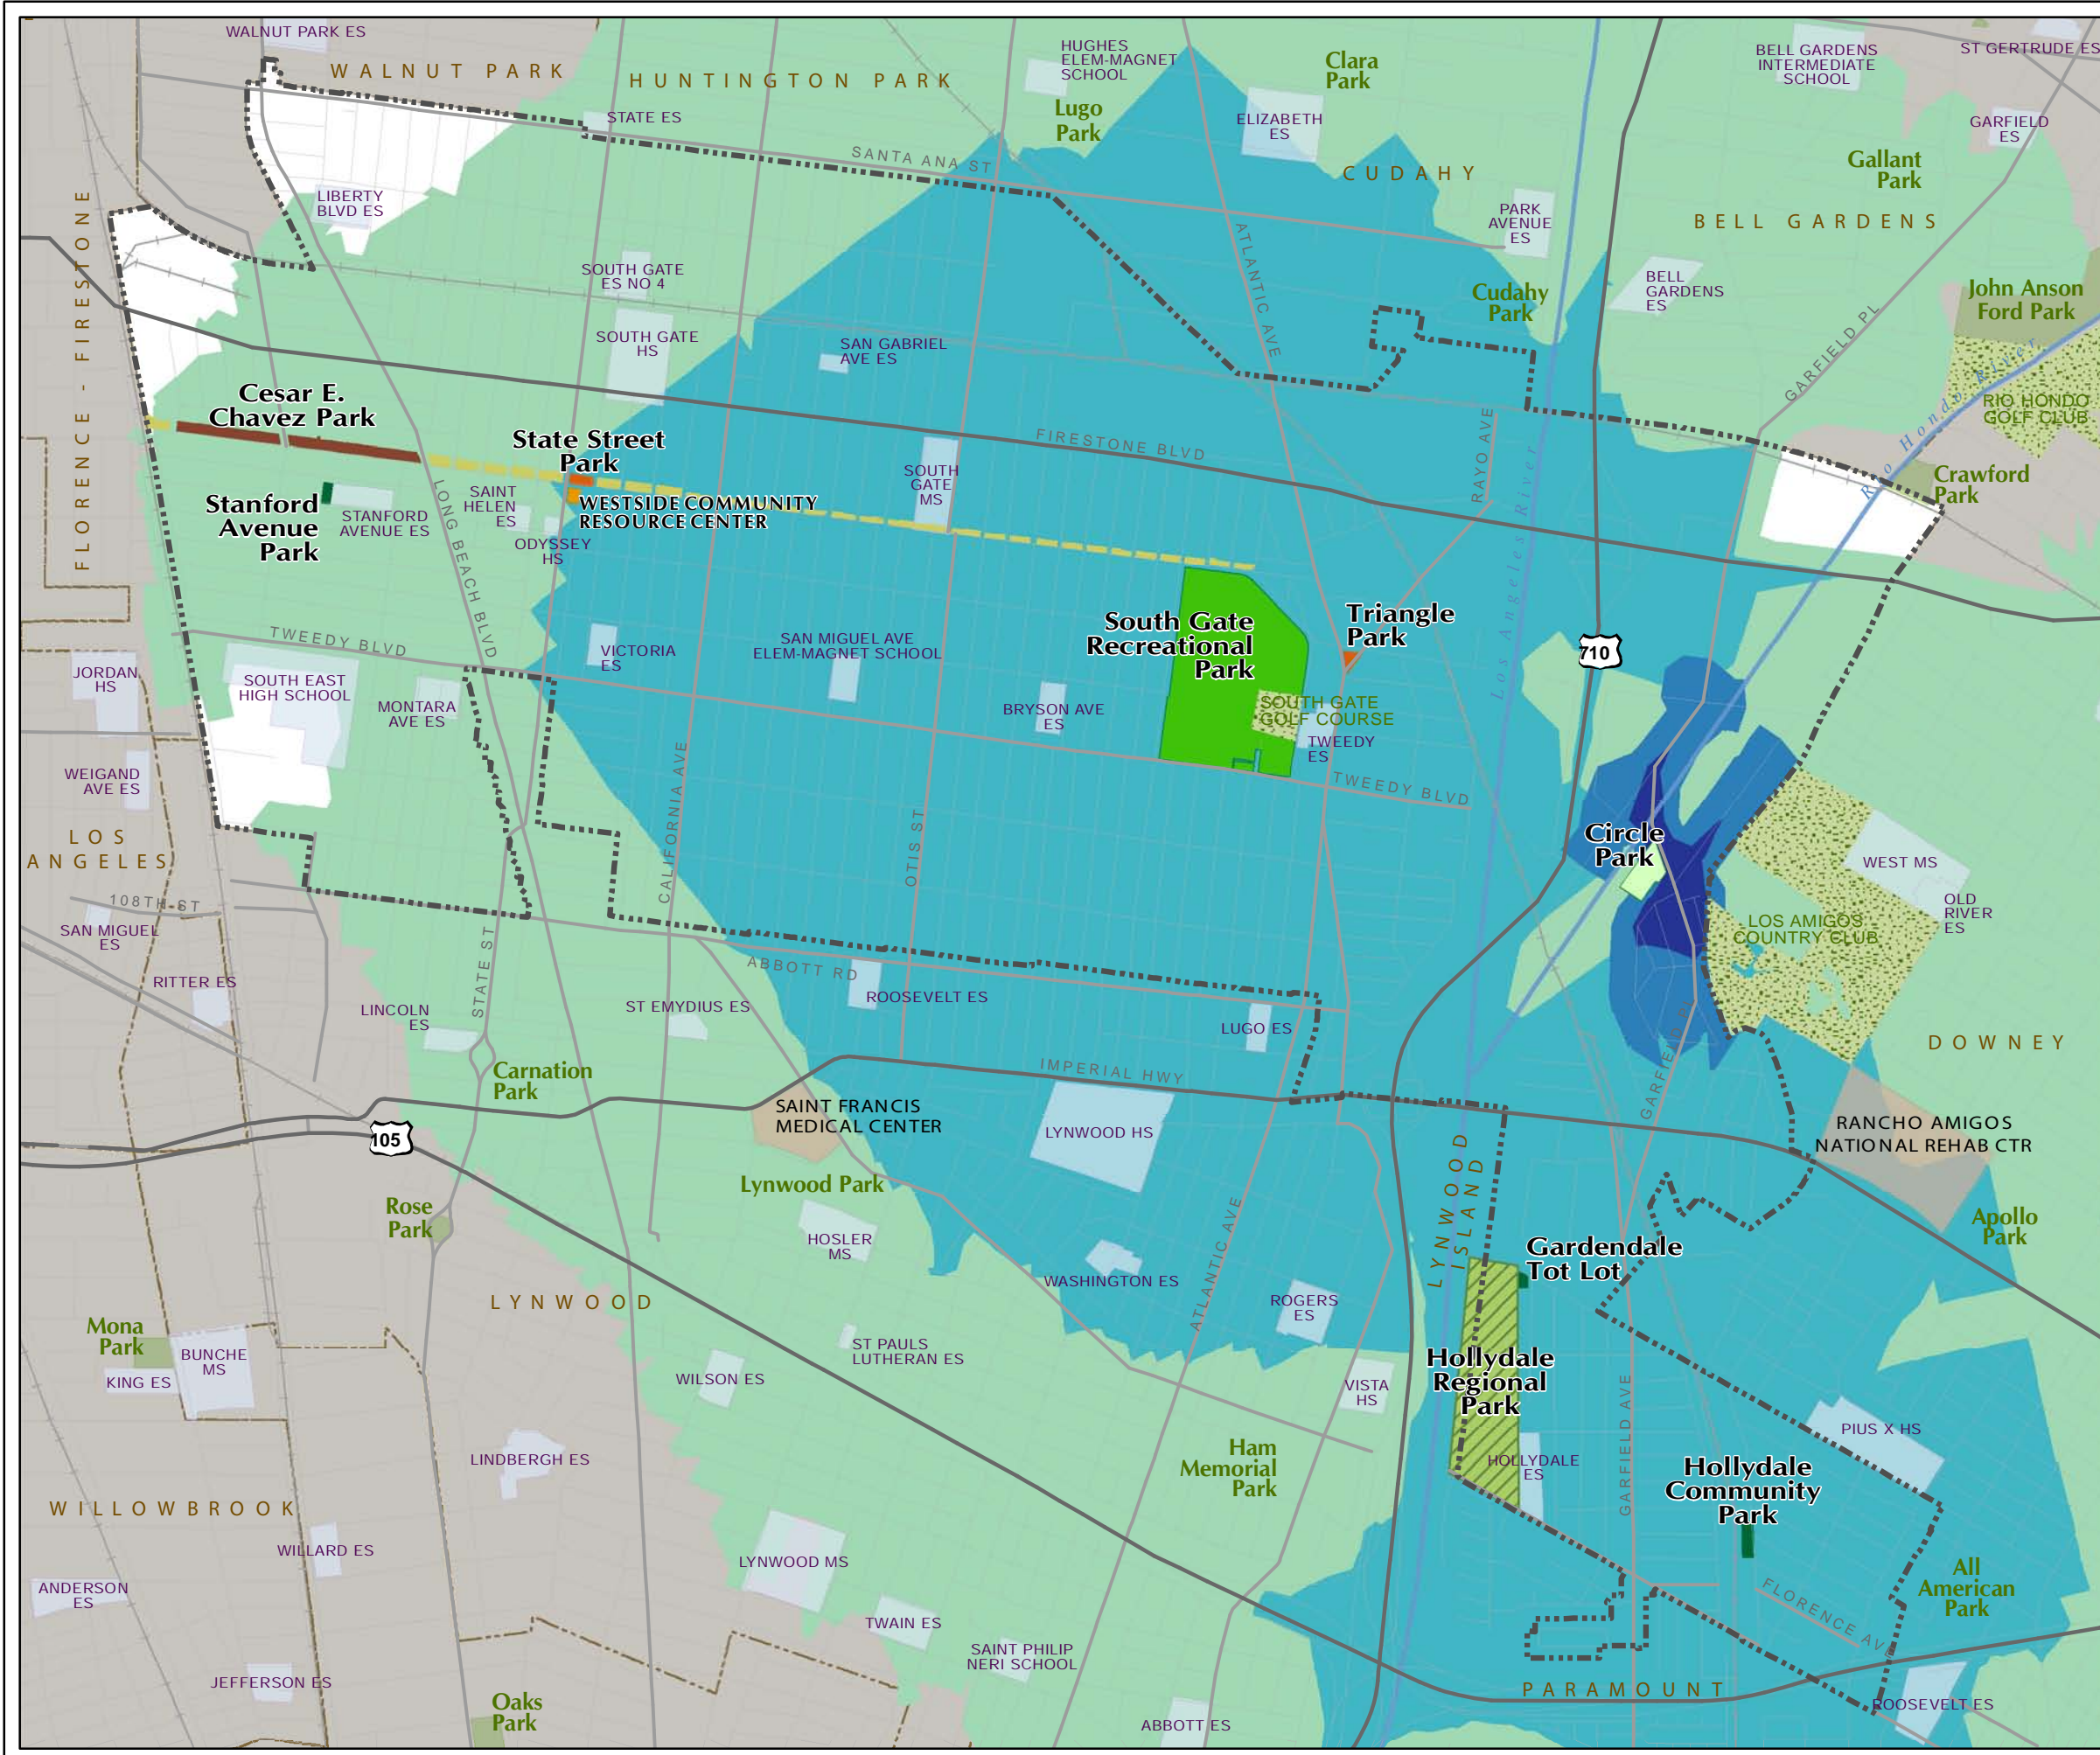 WALNUT PARK ES
WALNUT PARK
HUNTINGTON PARK
HUGHES
ELEM-MAGNET
SCHOOL
Lugo
Park
Clara
Park
BELL GARDENS
INTERMEDIATE
SCHOOL
ST GERTRUDE ES
STATE ES
ELIZABETH
ES
GARFIELD
ES
SANTA ANA ST
CUDAHY
Gallant
Park
LIBERTY
BLVD ES
PARK
AVENUE
ES
BELL GARDENS
FLORENCE - FIRESTONE
SOUTH GATE
ES NO 4
ATLANTIC AVE
Cudahy
Park
BELL
GARDENS
ES
John Anson
Ford Park
SOUTH GATE
HS
SAN GABRIEL
AVE ES
GARFIELD PL
Rio Hondo River
RIO HONDO
GOLF CLUB
Cesar E.
Chavez Park
State Street
Park
FIRESTONE BLVD
RAYO AVE
Crawford
Park
SOUTH
GATE
MS
Stanford
Avenue
Park
STANFORD
AVENUE ES
SAINT
HELEN
ES
WESTSIDE COMMUNITY
RESOURCE CENTER
ODYSSEY
HS
LONG BEACH BLVD
Los Angeles River
South Gate
Recreational
Park
Triangle
Park
TWEEDY BLVD
VICTORIA
ES
SAN MIGUEL AVE
ELEM-MAGNET SCHOOL
710
JORDAN
HS
SOUTH EAST
HIGH SCHOOL
MONTARA
AVE ES
BRYSON AVE
ES
SOUTH GATE
GOLF COURSE
TWEEDY
ES
TWEEDY BLVD
WEIGAND
AVE ES
CALIFORNIA AVE
OTIS ST
Circle
Park
LOS
ANGELES
WEST MS
OLD
RIVER
ES
108TH ST
SAN MIGUEL
ES
LOS AMIGOS
COUNTRY CLUB
STATE ST
ABBOTT RD
RITTER ES
LINCOLN
ES
ST EMYDIUS ES
ROOSEVELT ES
LUGO ES
DOWNEY
Carnation
Park
IMPERIAL HWY
GARFIELD PL
SAINT FRANCIS
MEDICAL CENTER
LYNWOOD HS
RANCHO AMIGOS
NATIONAL REHAB CTR
105
LYNWOOD
ISLAND
Lynwood Park
Rose
Park
HOSLER
MS
ATLANTIC AVE
Apollo
Park
Gardendale
Tot Lot
WASHINGTON ES
ROGERS
ES
LYNWOOD
Mona
Park
BUNCHE
MS
KING ES
ST PAULS
LUTHERAN ES
WILSON ES
VISTA
HS
Hollydale
Regional
Park
GARFIELD AVE
PIUS X HS
LINDBERGH ES
Ham
Memorial
Park
HOLLYDALE
ES
Hollydale
Community
Park
WILLOWBROOK
WILLARD ES
LYNWOOD MS
ANDERSON
ES
All
American
Park
FLORENCE AVE
TWAIN ES
SAINT PHILIP
NERI SCHOOL
JEFFERSON ES
PARAMOUNT
Oaks
Park
ABBOTT ES
ROOSEVELT ES